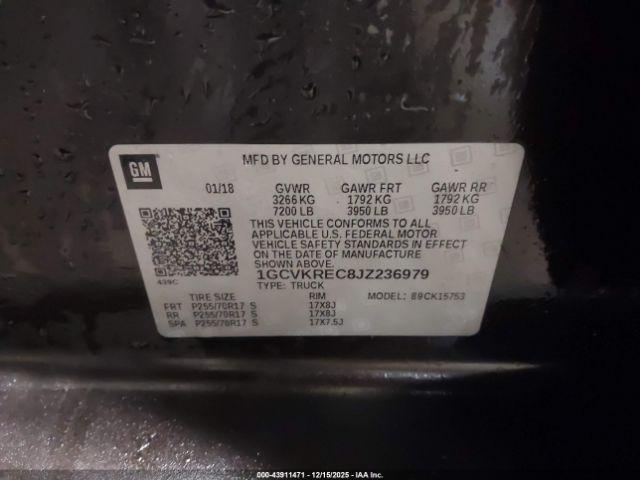 GM
MFD BY GENERAL MOTORS LLC
01/18 GVWR GAWR FRT GAWR RR
3266 KG 1792 KG 1792 KG
7200 LB 3950 LB 3950 LB
THIS VEHICLE CONFORMS TO ALL
APPLICABLE U.S. FEDERAL MOTOR
VEHICLE SAFETY STANDARDS IN EFFECT
ON THE DATE OF MANUFACTURE
SHOWN ABOVE.
439C 1GCVKREC8JZ236979
TYPE: TRUCK
TIRE SIZE RIM MODEL: 89CK15753
FRT P255/70R17 S 17X8J
RR P255/70R17 S 17X8J
SPA P255/70R17 S 17X7.5J
000-43911471 - 12/15/2025 - IAA Inc.